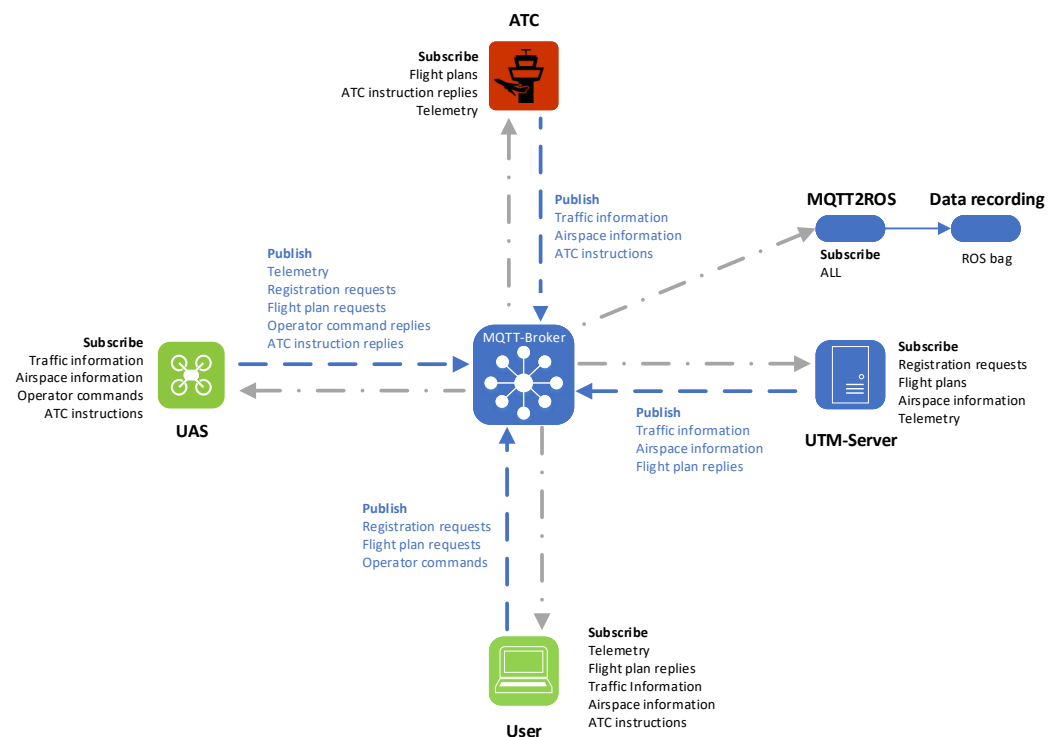 ATC
Subscribe
Flight plans
ATC instruction replies
Telemetry
Publish
Traffic information
Airspace information
ATC instructions
MQTT2ROS
Subscribe
ALL
Data recording
ROS bag
Publish
Telemetry
Registration requests
Flight plan requests
Operator command replies
ATC instruction replies
Subscribe
Traffic information
Airspace information
Operator commands
ATC instructions
UAS
MQTT-Broker
Subscribe
Registration requests
Flight plans
Airspace information
Telemetry
UTM-Server
Publish
Traffic information
Airspace information
Flight plan replies
Publish
Registration requests
Flight plan requests
Operator commands
Subscribe
Telemetry
Flight plan replies
Traffic Information
Airspace information
ATC instructions
User